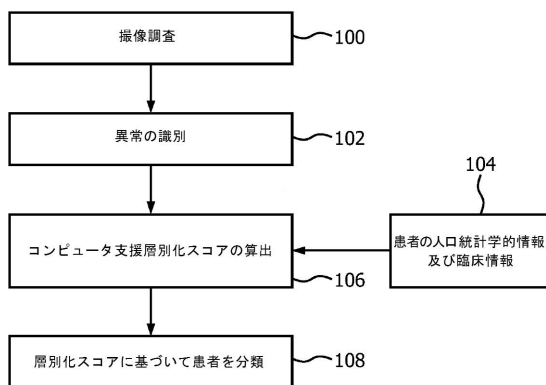 撮像調査
100
異常の識別
102
104
コンピュータ支援層別化スコアの算出
106
患者の人口統計学的情報
及び臨床情報
層別化スコアに基づいて患者を分類
108